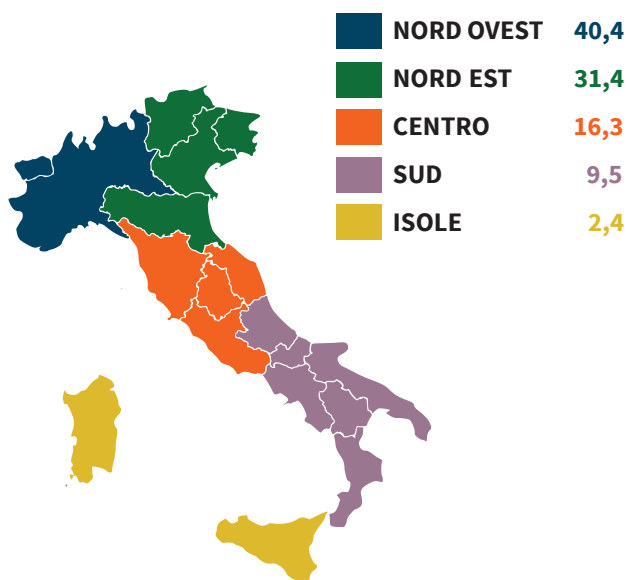 NORD OVEST 40,4
NORD EST 31,4
CENTRO 16,3
SUD 9,5
ISOLE 2,4